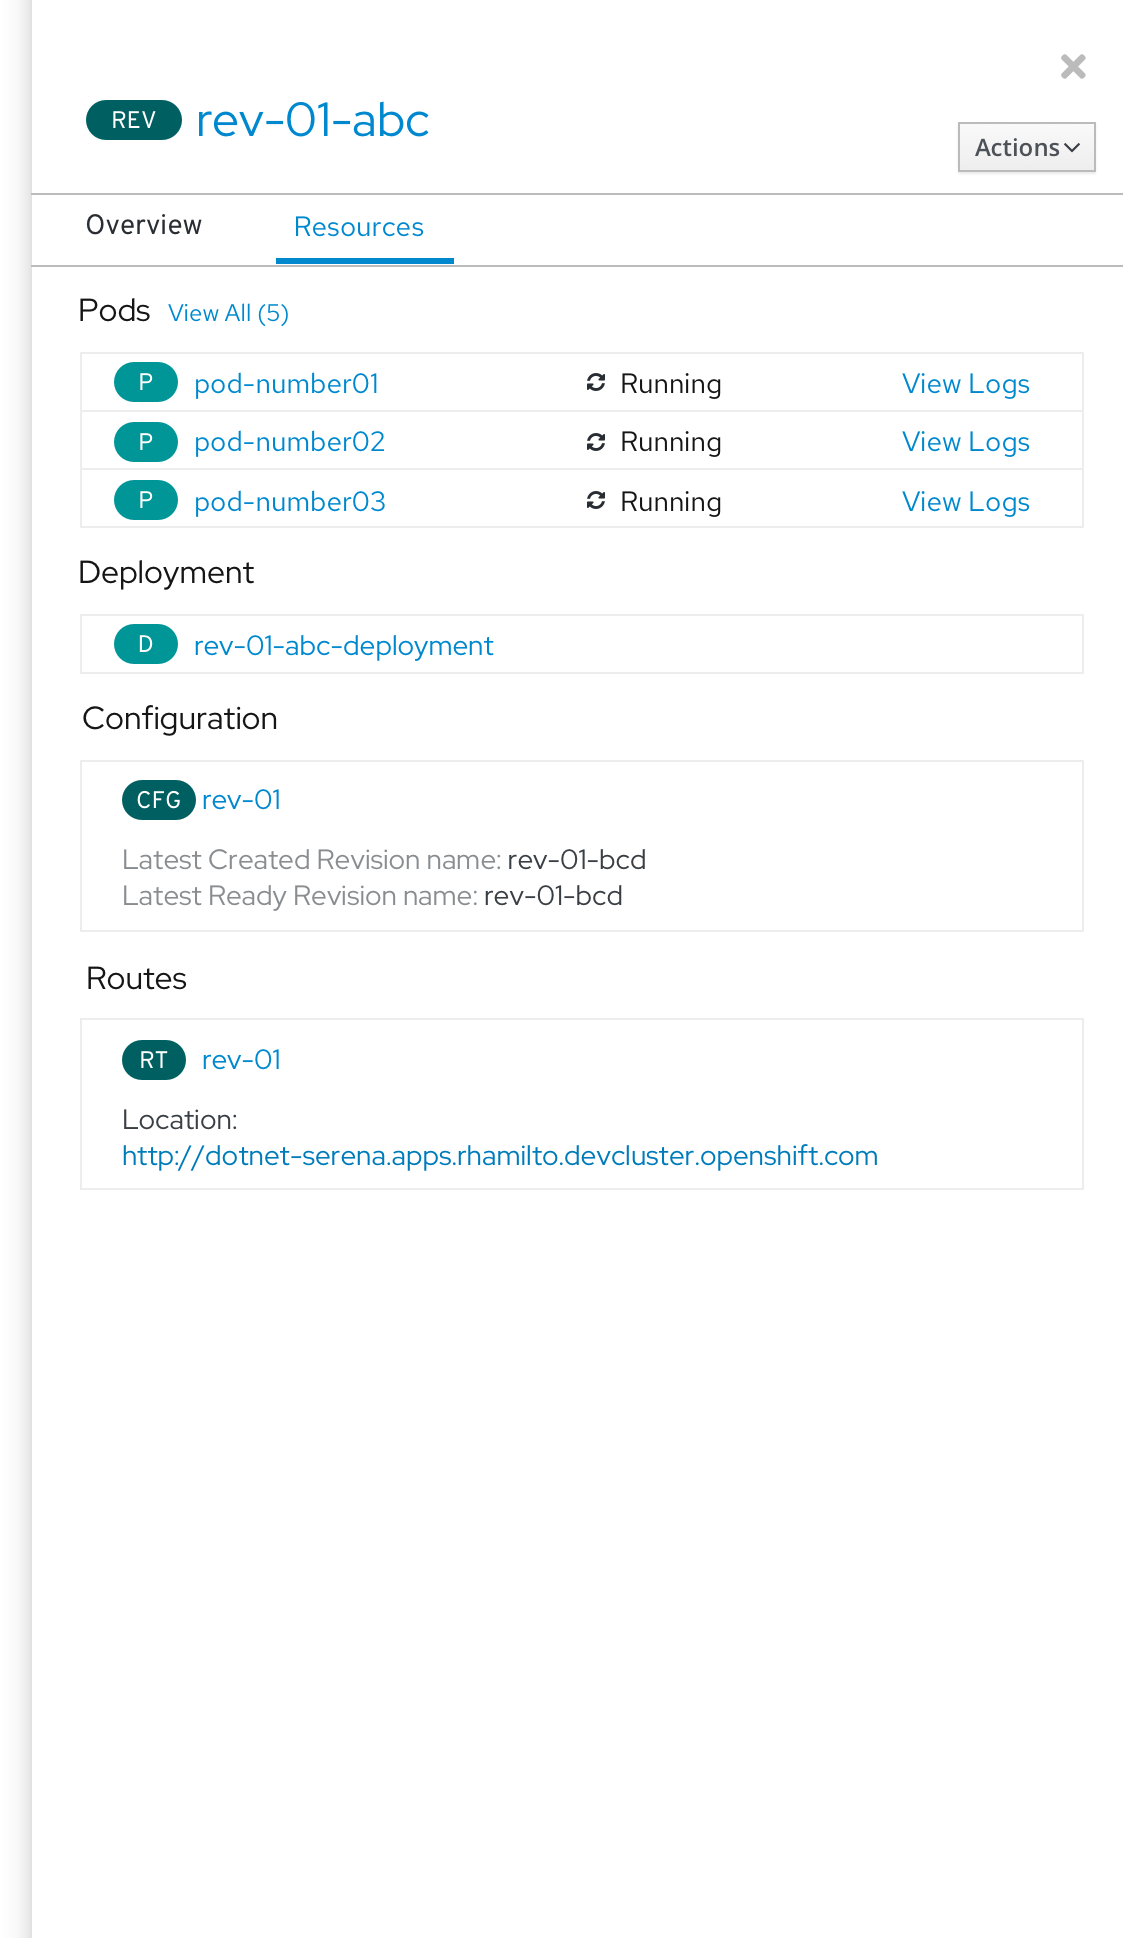 REV rev-01-abc
Actions
Overview Resources
Pods View All (5)
P pod-number01 Running View Logs
P pod-number02 Running View Logs
P pod-number03 Running View Logs
Deployment
D rev-01-abc-deployment
Configuration
CFG rev-01
Latest Created Revision name: rev-01-bcd
Latest Ready Revision name: rev-01-bcd
Routes
RT rev-01
Location:
http://dotnet-serena.apps.rhamilto.devcluster.openshift.com